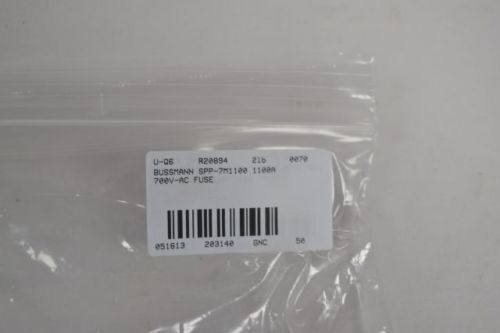 U-Q6 R20894 2lb 0070
BUSSMANN SPP-7M1100 1100A
700V-AC FUSE
051613 203140 GNC 50